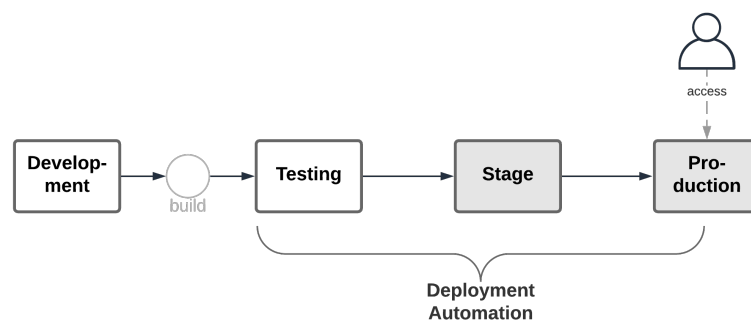 access
Develop-
ment
build
Testing
Stage
Pro-
duction
Deployment
Automation